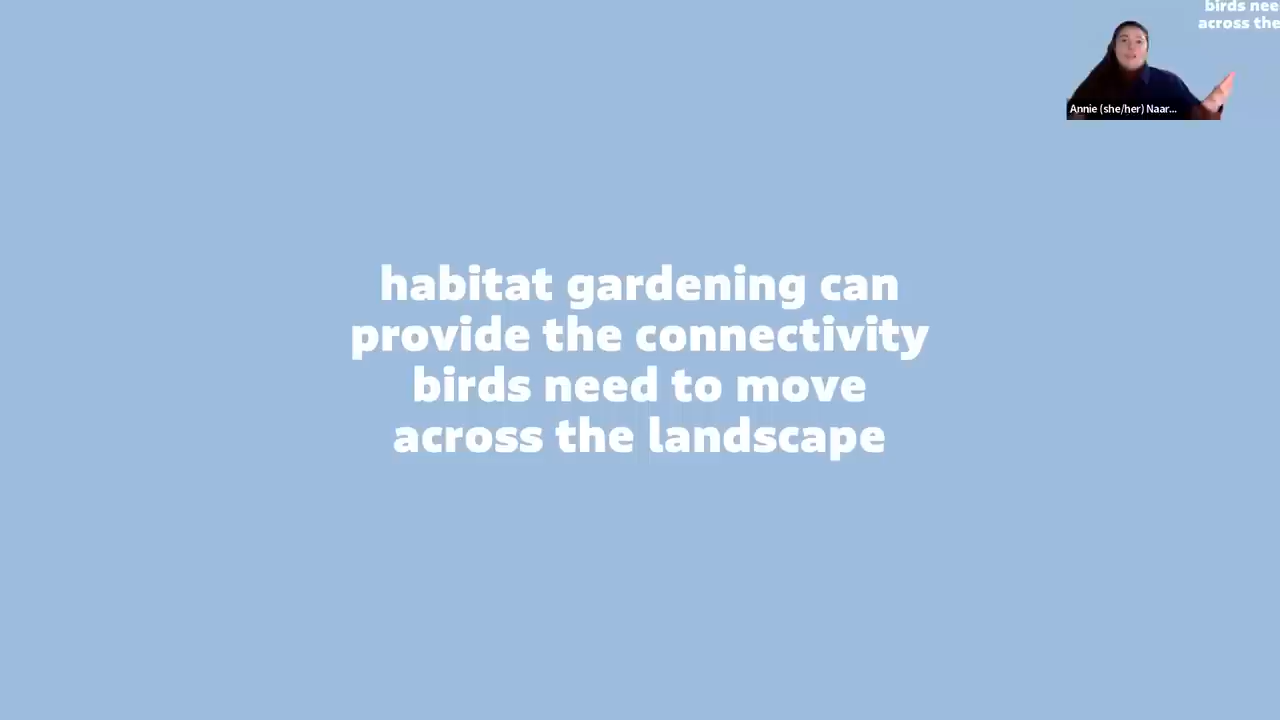 birds nee
across the
Annie (she/her) Naar...
habitat gardening can
provide the connectivity
birds need to move
across the landscape